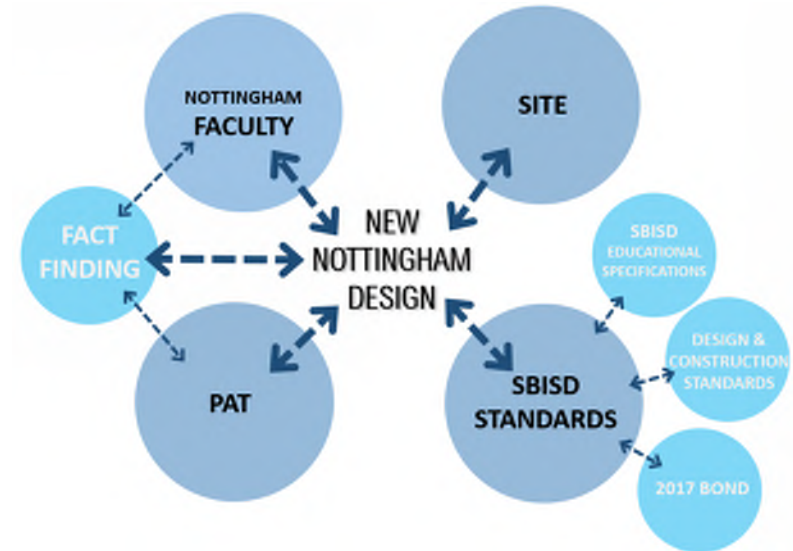 NOTTINGHAM
FACULTY
SITE
FACT
FINDING
NEW
NOTTINGHAM
DESIGN
SBISD
EDUCATIONAL
SPECIFICATIONS
DESIGN &
CONSTRUCTION
STANDARDS
PAT
SBISD
STANDARDS
2017 BOND